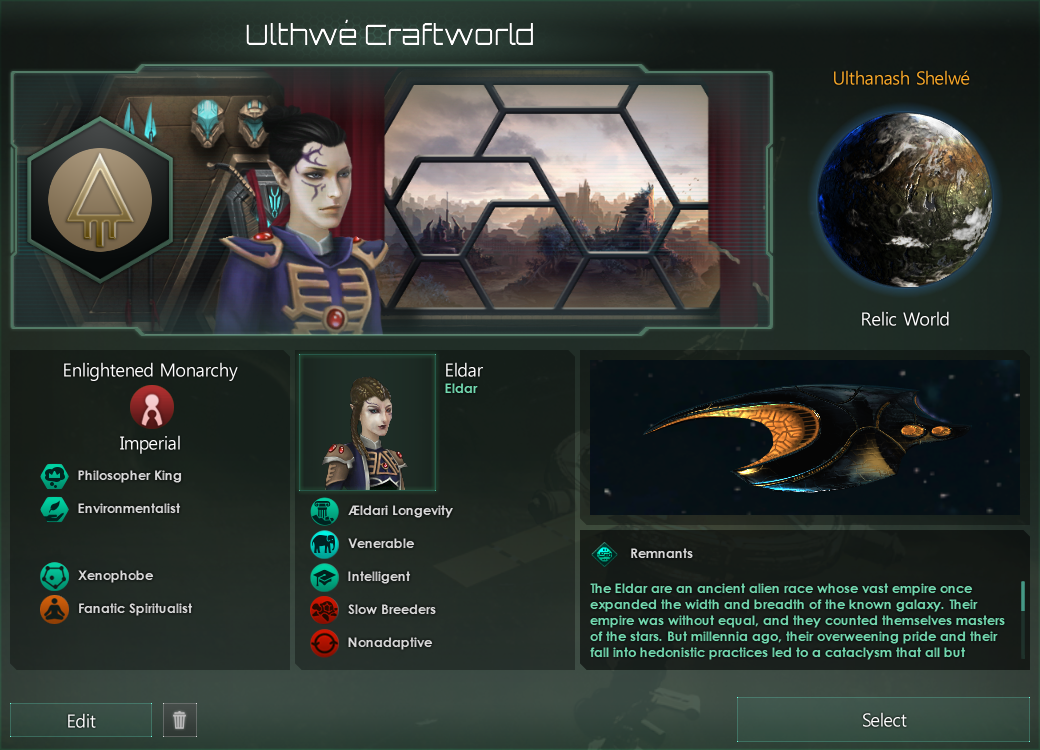 Ulthwé Craftworld
Ulthanash Shelwé
Relic World
Enlightened Monarchy
Imperial
Philosopher King
Environmentalist
Xenophobe
Fanatic Spiritualist
Eldar
Eldar
Ældari Longevity
Venerable
Intelligent
Slow Breeders
Nonadaptive
Remnants
The Eldar are an ancient alien race whose vast empire once
expanded the width and breadth of the known galaxy. Their
empire was without equal, and they counted themselves masters
of the stars. But millennia ago, their overweening pride and their
fall into hedonistic practices led to a cataclysm that all but
Edit
Select